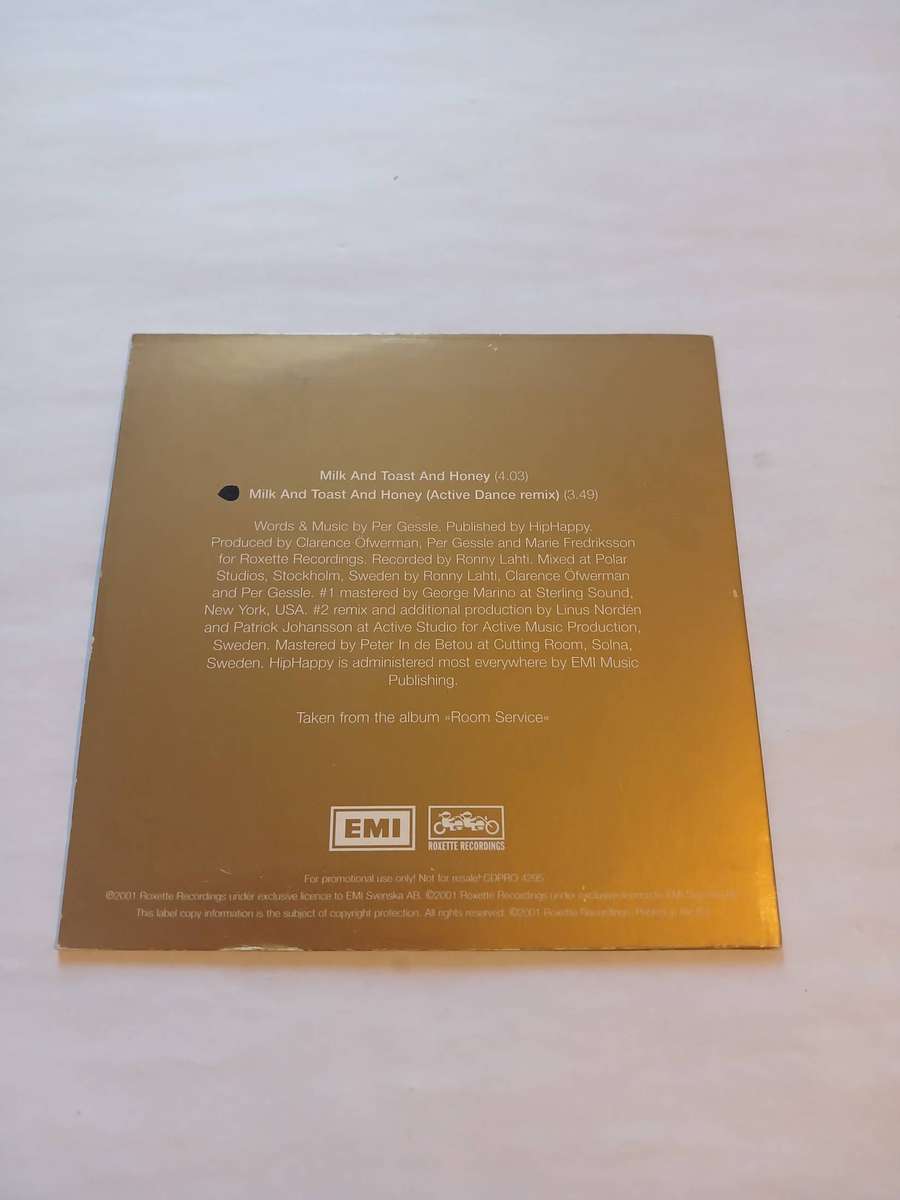 Milk And Toast And Honey (4.03)
Milk And Toast And Honey (Active Dance remix) (3.49)
Words & Music by Per Gessle. Published by HipHappy.
Produced by Clarence Öfwerman, Per Gessle and Marie Fredriksson
for Roxette Recordings. Recorded by Ronny Lahti. Mixed at Polar
Studios, Stockholm, Sweden by Ronny Lahti, Clarence Öfwerman
and Per Gessle. #1 mastered by George Marino at Sterling Sound,
New York, USA. #2 remix and additional production by Linus Nordén
and Patrick Johansson at Active Studio for Active Music Production,
Sweden. Mastered by Peter In de Betou at Cutting Room, Solna,
Sweden. HipHappy is administered most everywhere by EMI Music
Publishing.
Taken from the album »Room Service«
EMI
ROXETTE RECORDINGS
For promotional use only! Not for resale! CDPRO 4295
℗2001 Roxette Recordings under exclusive licence to EMI Svenska AB. ©2001 Roxette Recordings under exclusive licence to EMI
This label copy information is the subject of copyright protection. All rights reserved. ©2001 Roxette Recordings. Printed in the